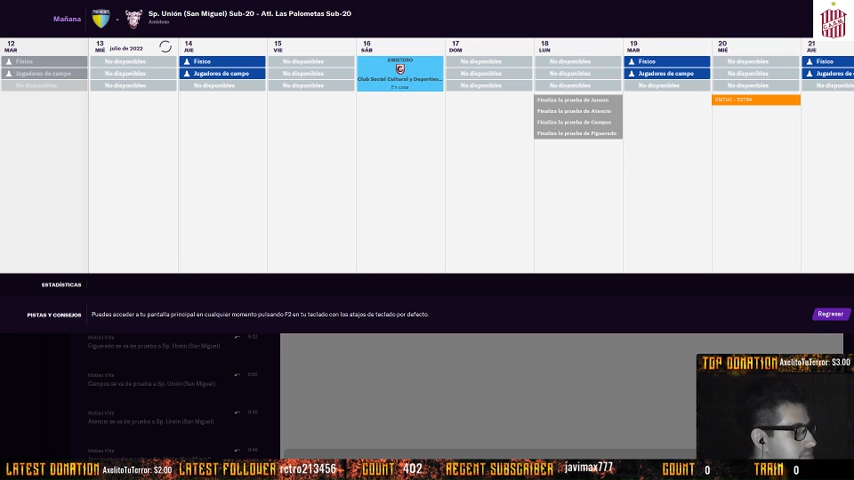 Mañana
Sp. Unión (San Miguel) Sub-20 - Atl. Las Palometas Sub-20
Amistoso
12
MAR
13
MIÉ
julio de 2022
14
JUE
15
VIE
16
SÁB
17
DOM
18
LUN
19
MAR
20
MIÉ
21
JUE
Físico
No disponibles
Físico
No disponibles
AMISTOSO
No disponibles
No disponibles
Físico
No disponibles
Físico
Jugadores de campo
No disponibles
Jugadores de campo
No disponibles
Club Social Cultural y Deportivo...
No disponibles
No disponibles
Jugadores de campo
No disponibles
Jugadores de
No disponibles
No disponibles
No disponibles
No disponibles
En casa
No disponibles
No disponibles
No disponibles
No disponibles
No disponib
Finaliza la prueba de Jansan
Finaliza la prueba de Atencio
Finaliza la prueba de Campos
Finaliza la prueba de Figueredo
ESTADÍSTICAS
PISTAS Y CONSEJOS
Puedes acceder a tu pantalla principal en cualquier momento pulsando F2 en tu teclado con los atajos de teclado por defecto.
Regresar
Matías Villa
Figueredo se va de prueba a Sp. Unión (San Miguel)
Matías Villa
Campos se va de prueba a Sp. Unión (San Miguel)
Matías Villa
Atencio se va de prueba a Sp. Unión (San Miguel)
Matías Villa
TOP DONATION AxelitoTuTerror: $3.00
LATEST DONATION AxelitoTuTerror: $2.00 LATEST FOLLOWER retro213456 COUNT 402 RECENT SUBSCRIBER javimax777 COUNT 0 TRAIN 0